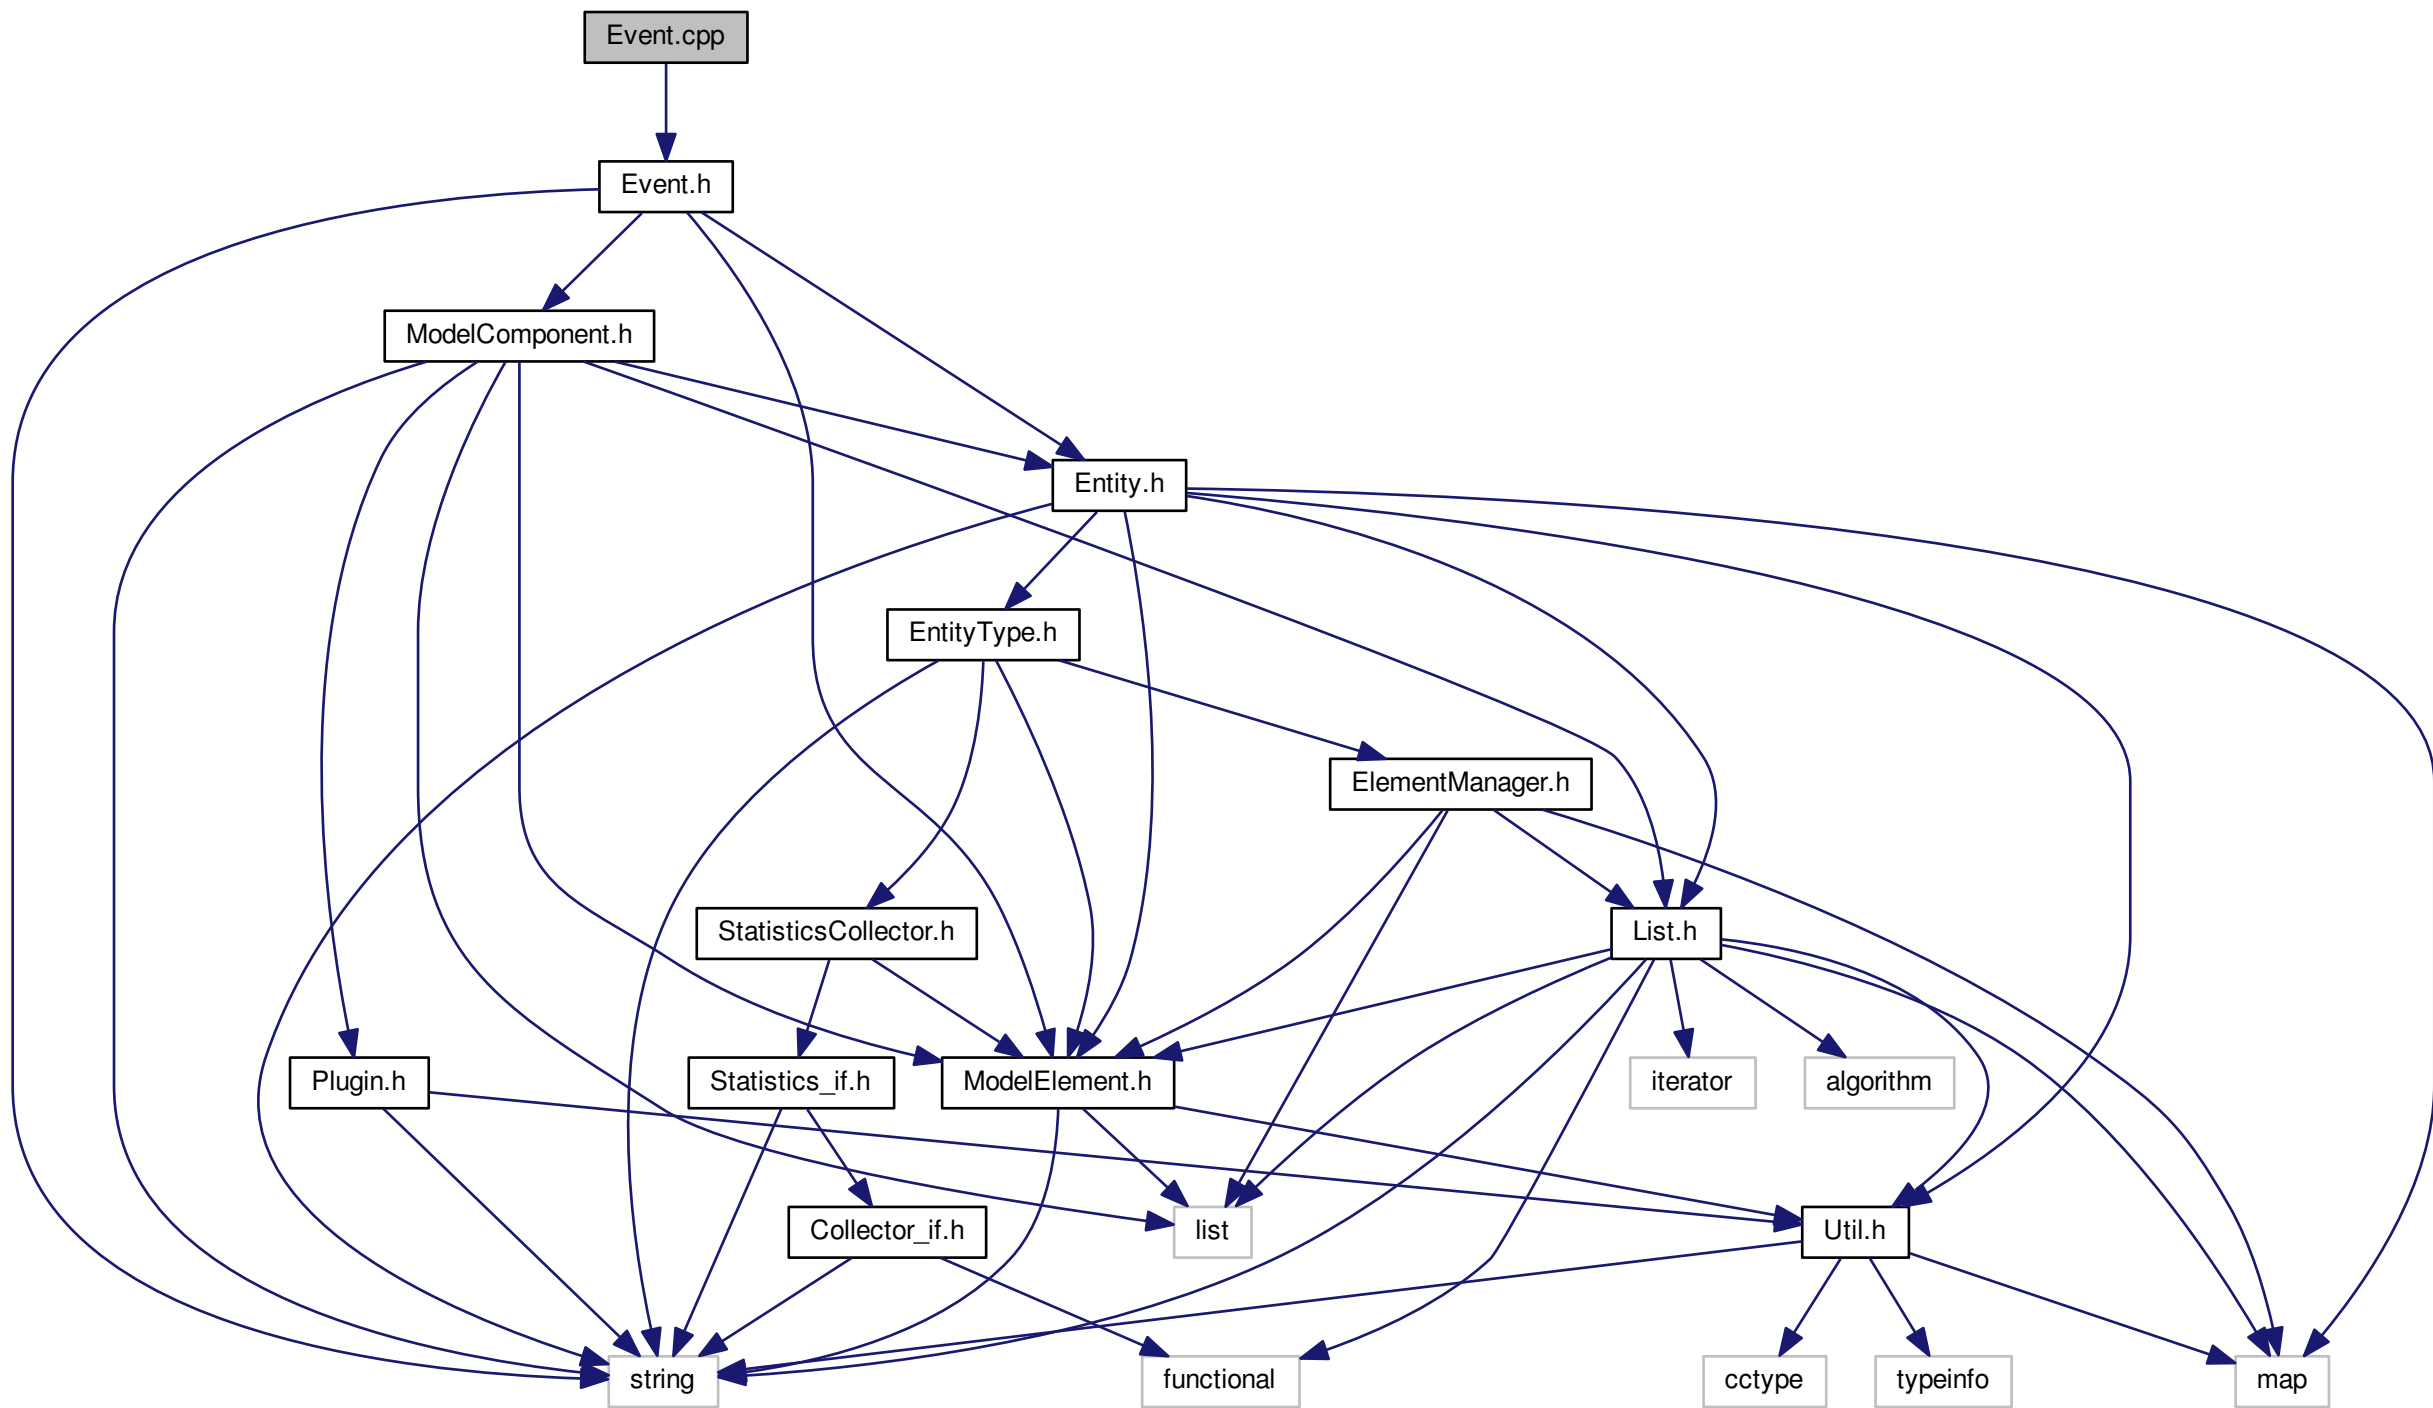 Event.cpp
Event.h
ModelComponent.h
Entity.h
EntityType.h
ElementManager.h
StatisticsCollector.h
List.h
Plugin.h
Statistics_if.h
ModelElement.h
iterator
algorithm
Collector_if.h
list
Util.h
string
functional
cctype
typeinfo
map